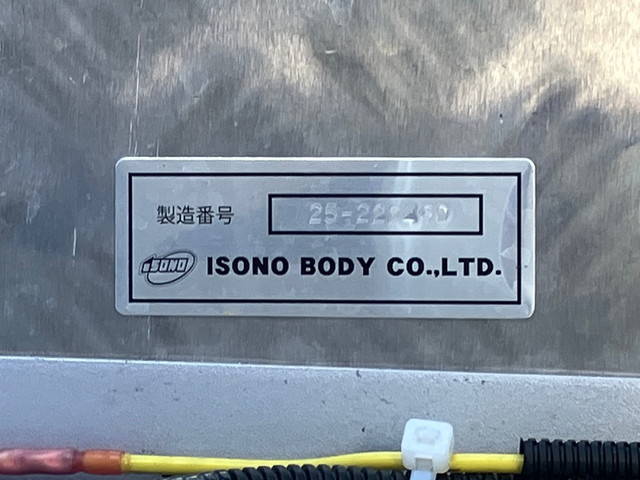 製造番号
ISONO
ISONO BODY CO.,LTD.